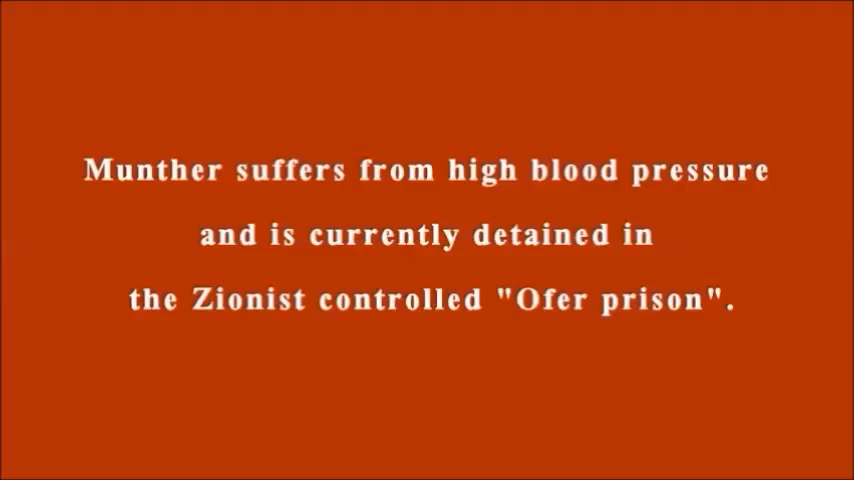 Munther suffers from high blood pressure
and is currently detained in
the Zionist controlled "Ofer prison".